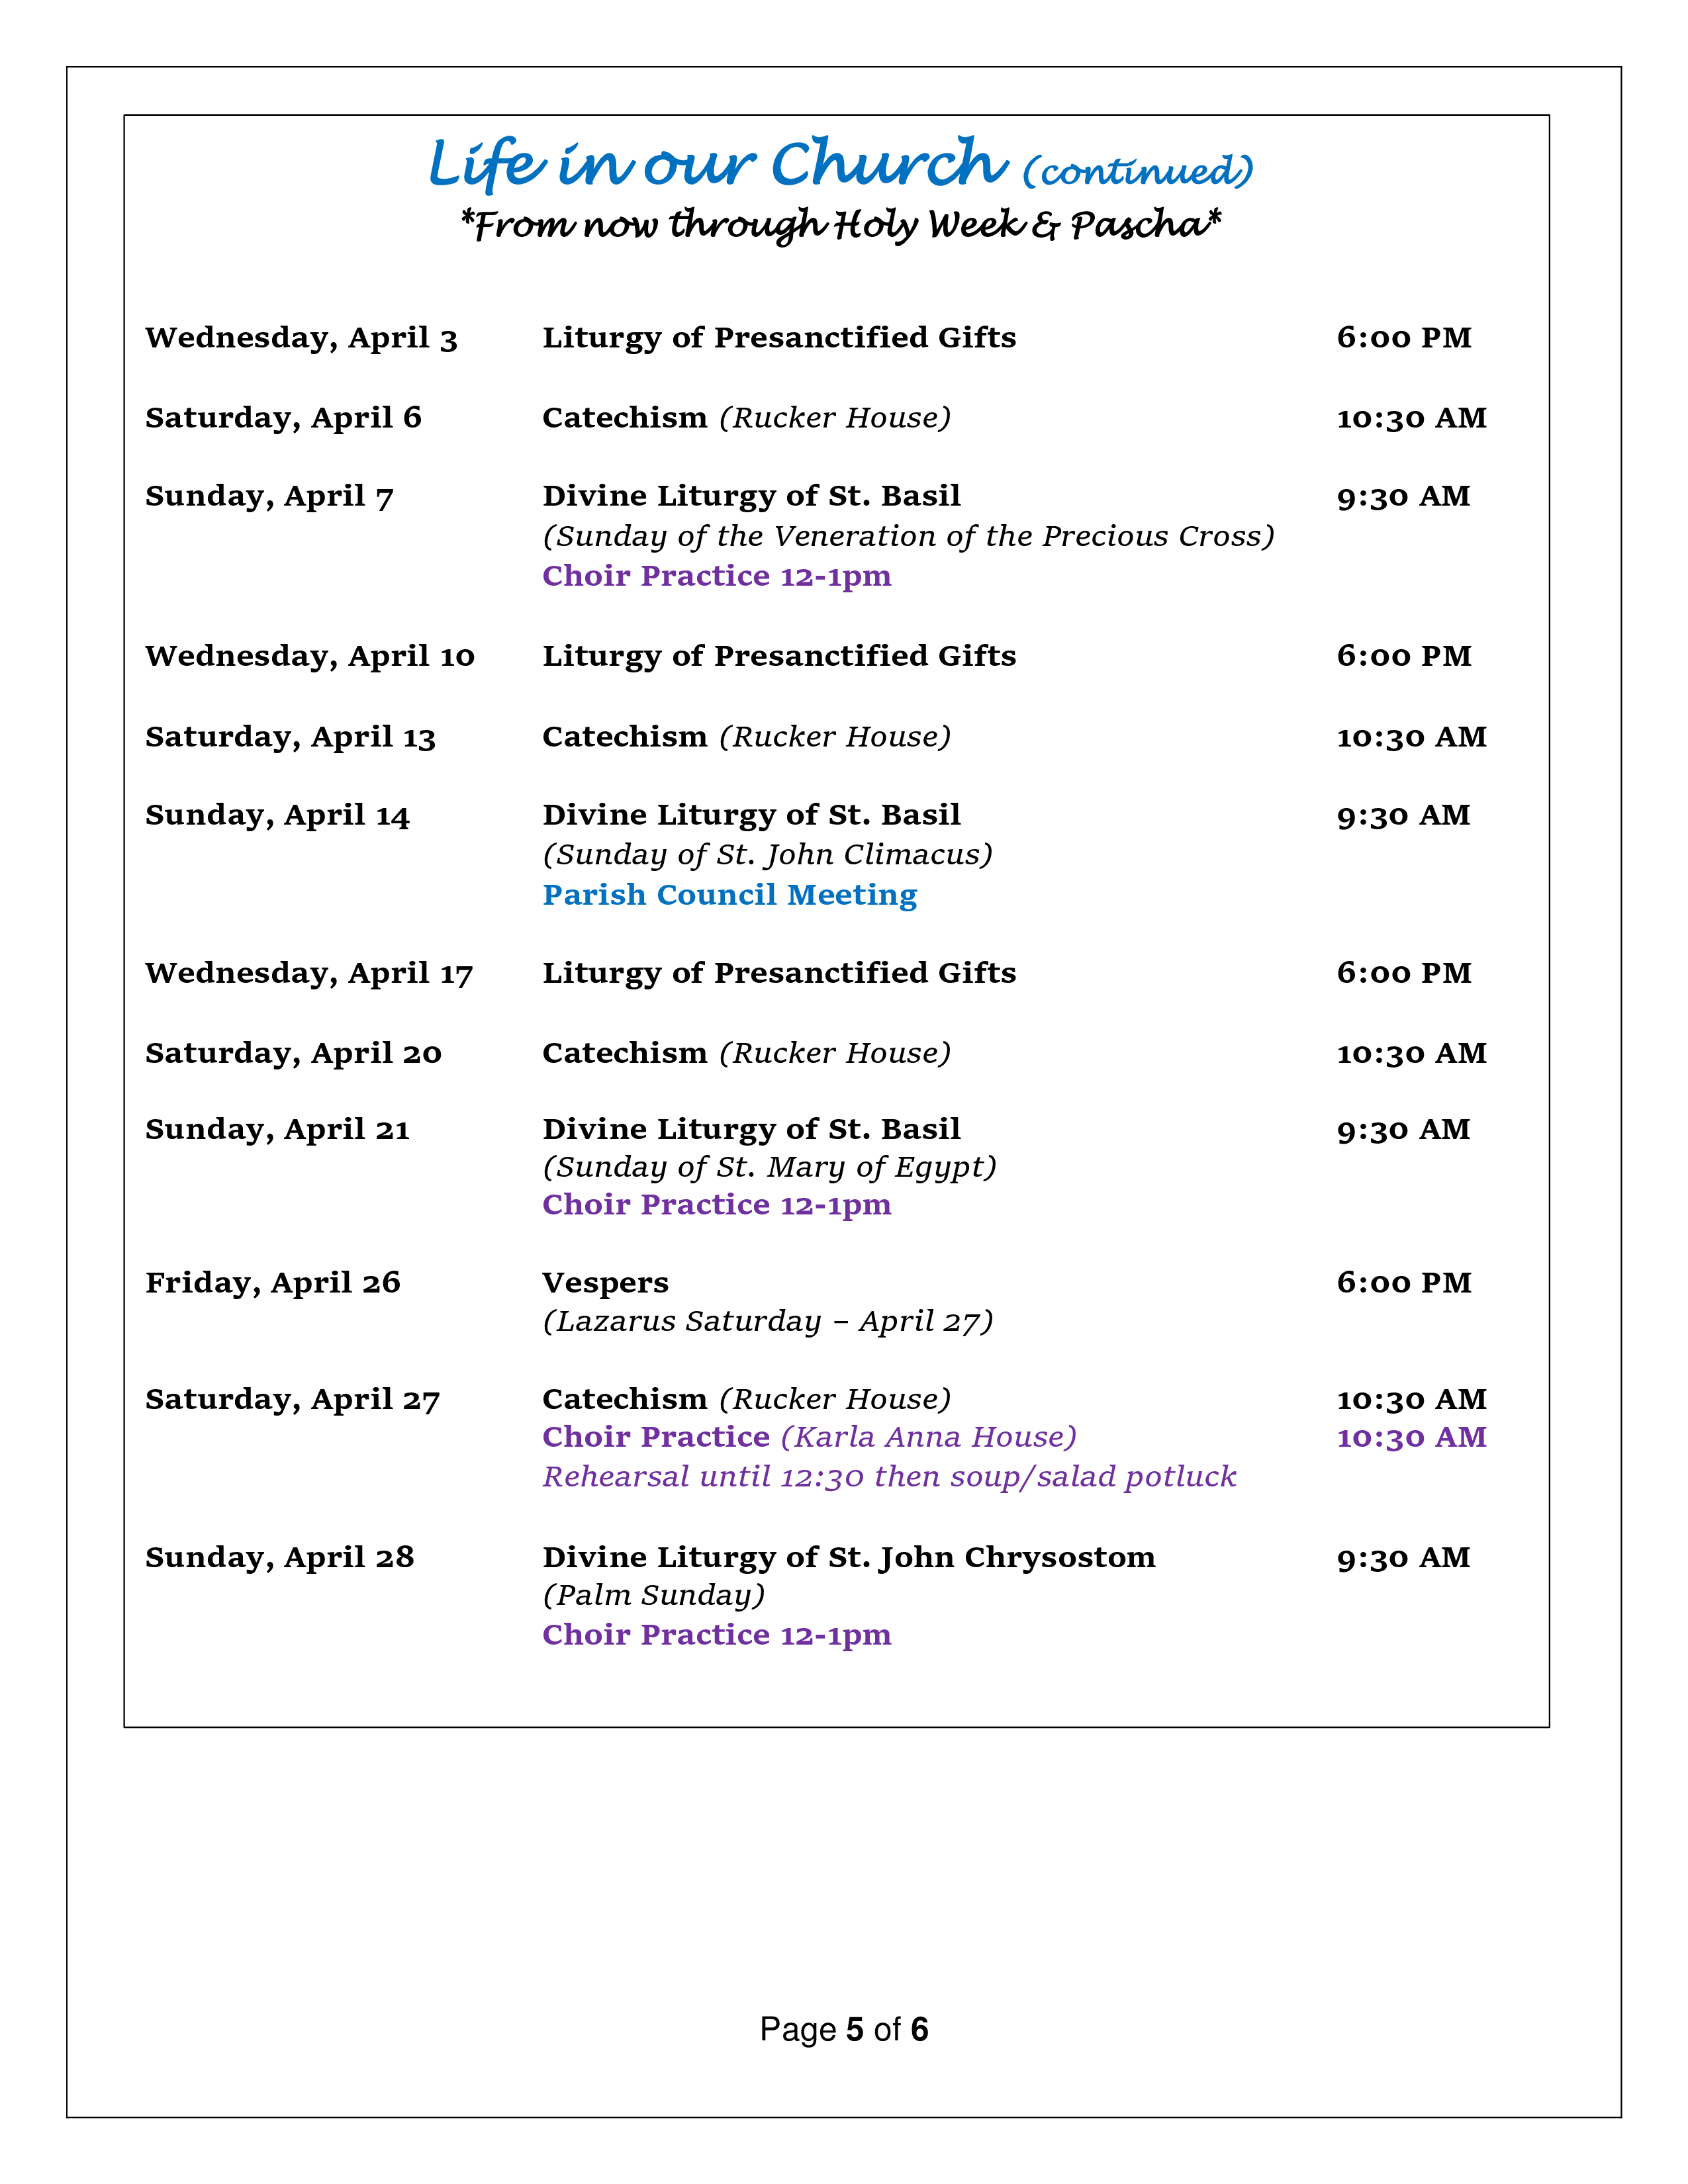 Life in our Church (continued)
*From now through Holy Week & Pascha*
Wednesday, April 3 Liturgy of Presanctified Gifts 6:00 PM
Saturday, April 6 Catechism (Rucker House) 10:30 AM
Sunday, April 7 Divine Liturgy of St. Basil 9:30 AM
(Sunday of the Veneration of the Precious Cross)
Choir Practice 12-1pm
Wednesday, April 10 Liturgy of Presanctified Gifts 6:00 PM
Saturday, April 13 Catechism (Rucker House) 10:30 AM
Sunday, April 14 Divine Liturgy of St. Basil 9:30 AM
(Sunday of St. John Climacus)
Parish Council Meeting
Wednesday, April 17 Liturgy of Presanctified Gifts 6:00 PM
Saturday, April 20 Catechism (Rucker House) 10:30 AM
Sunday, April 21 Divine Liturgy of St. Basil 9:30 AM
(Sunday of St. Mary of Egypt)
Choir Practice 12-1pm
Friday, April 26 Vespers 6:00 PM
(Lazarus Saturday – April 27)
Saturday, April 27 Catechism (Rucker House) 10:30 AM
Choir Practice (Karla Anna House) 10:30 AM
Rehearsal until 12:30 then soup/salad potluck
Sunday, April 28 Divine Liturgy of St. John Chrysostom 9:30 AM
(Palm Sunday)
Choir Practice 12-1pm
Page 5 of 6